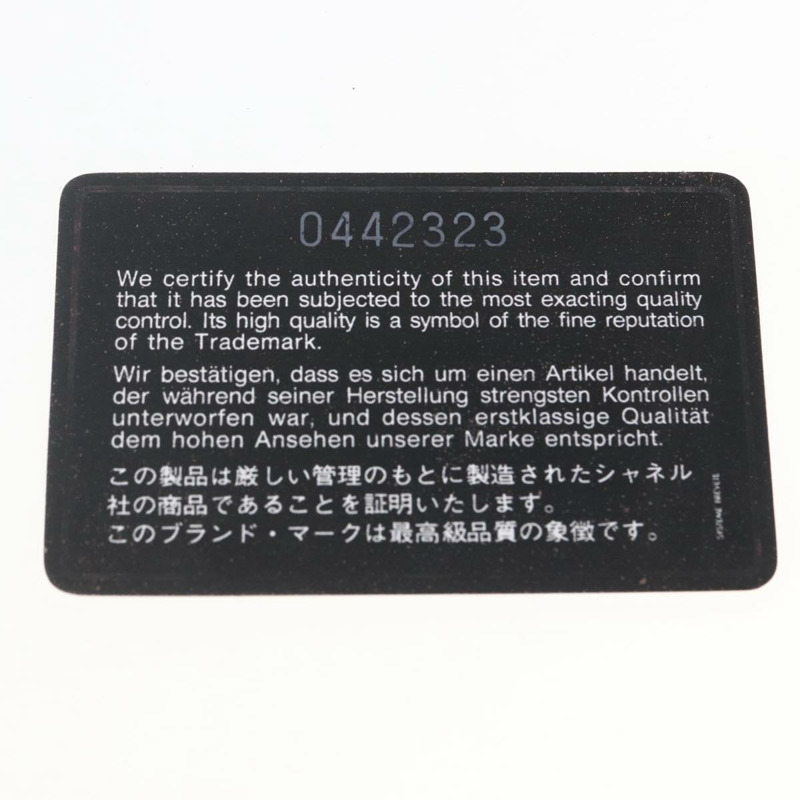 0442323
We certify the authenticity of this item and confirm
that it has been subjected to the most exacting quality
control. Its high quality is a symbol of the fine reputation
of the Trademark.
Wir bestätigen, dass es sich um einen Artikel handelt,
der während seiner Herstellung strengsten Kontrollen
unterworfen war, und dessen erstklassige Qualität
dem hohen Ansehen unserer Marke entspricht.
この製品は厳しい管理のもとに製造されたシャネル
社の商品であることを証明いたします。
このブランド・マークは最高級品質の象徴です。
SYSTEME BREVETE